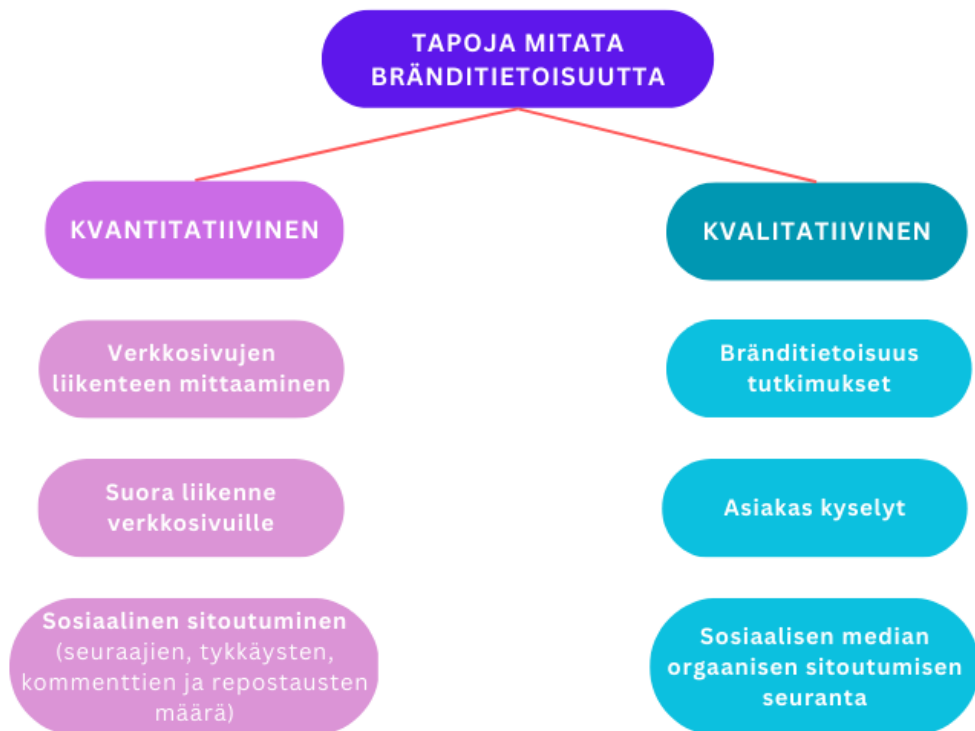 TAPOJA MITATA
BRÄNDITIETOISUUTTA
KVANTITATIIVINEN
Verkkosivujen
liikenteen mittaaminen
Suora liikenne
verkkosivuille
Sosiaalinen sitoutuminen
(seuraajien, tykkäysten,
kommenttien ja repostausten
määrä)
KVALITATIIVINEN
Bränditietoisuus
tutkimukset
Asiakas kyselyt
Sosiaalisen median
orgaanisen sitoutumisen
seuranta